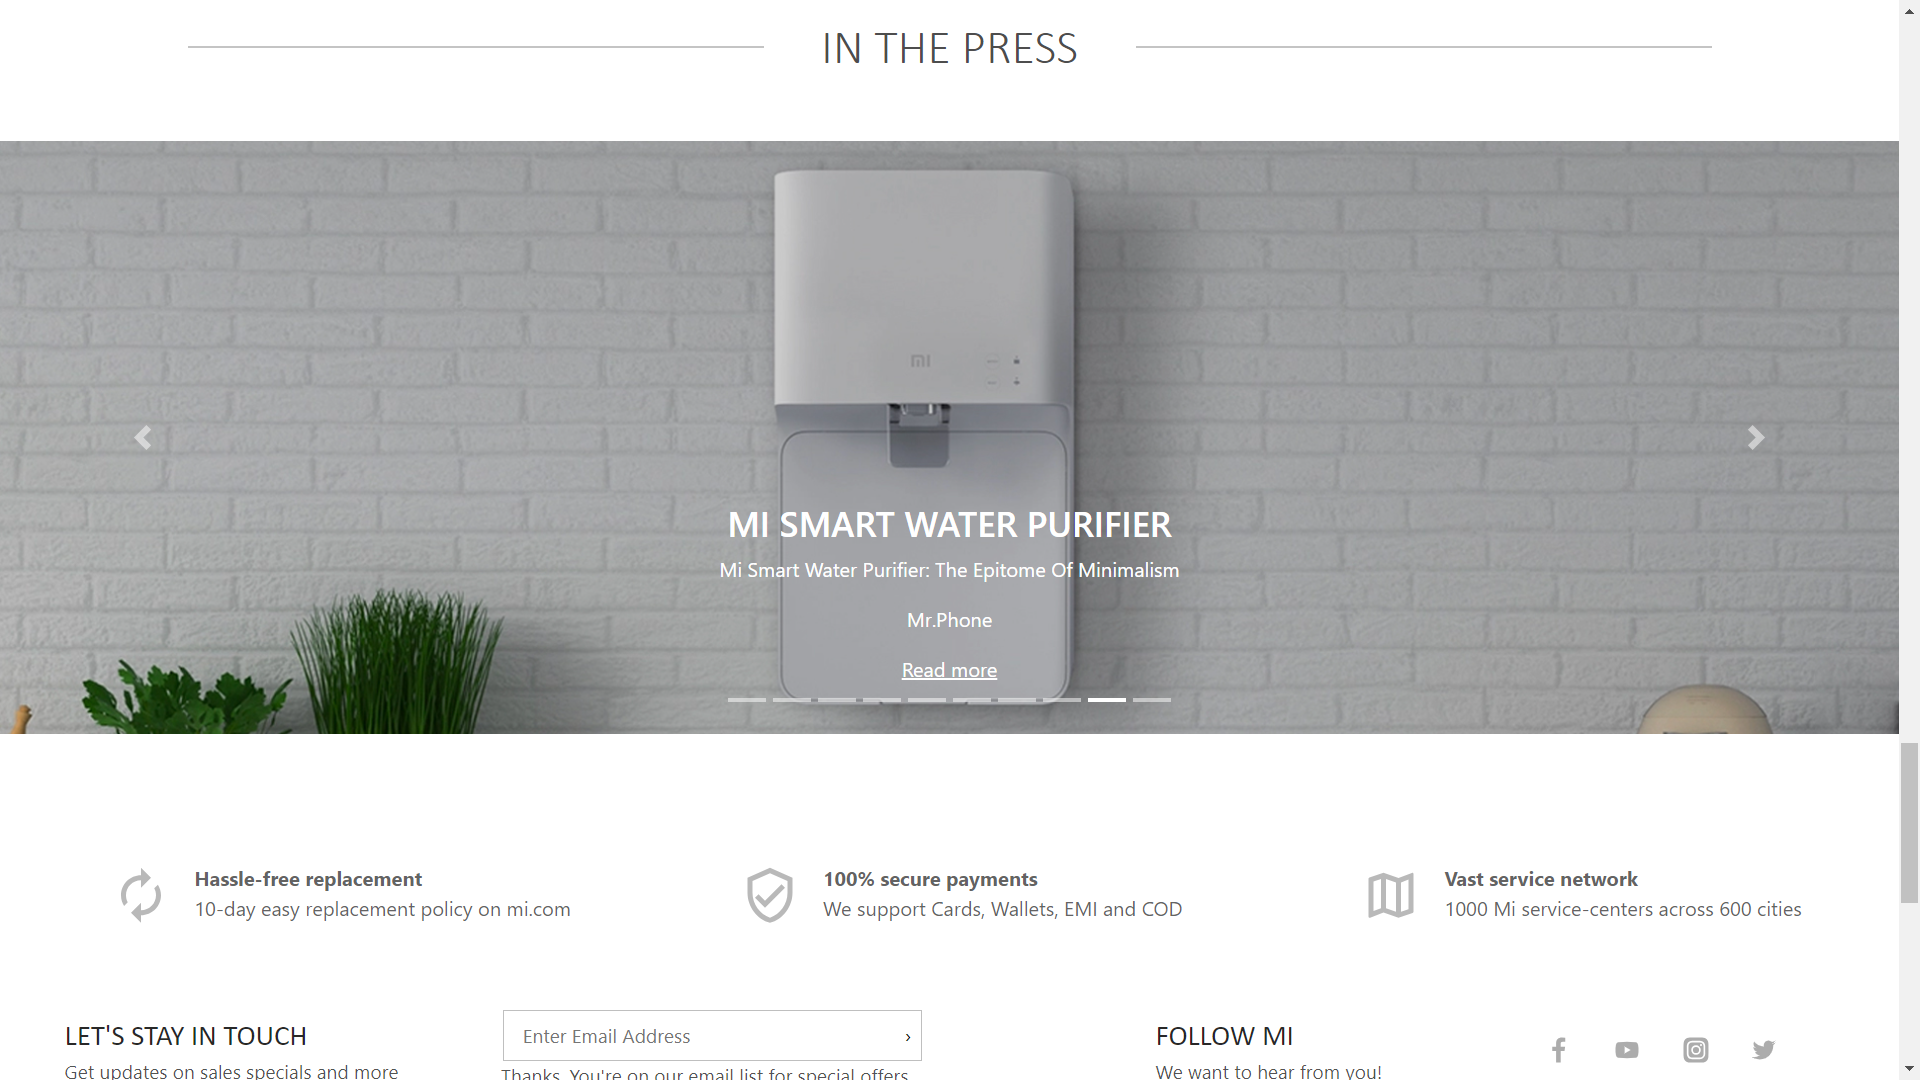 IN THE PRESS
MI
MI SMART WATER PURIFIER
Mi Smart Water Purifier: The Epitome Of Minimalism
Mr.Phone
Read more
Hassle-free replacement
10-day easy replacement policy on mi.com
100% secure payments
We support Cards, Wallets, EMI and COD
Vast service network
1000 Mi service-centers across 600 cities
LET'S STAY IN TOUCH
Get updates on sales specials and more
Enter Email Address
Thanks. You're on our email list for special offers
FOLLOW MI
We want to hear from you!